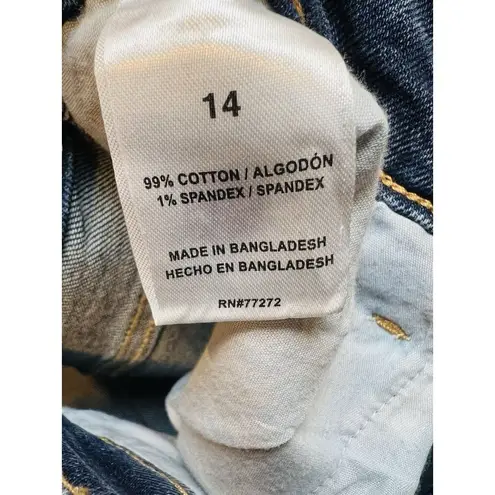 14
99% COTTON / ALGODÓN
1% SPANDEX / SPANDEX
MADE IN BANGLADESH
HECHO EN BANGLADESH
RN#77272